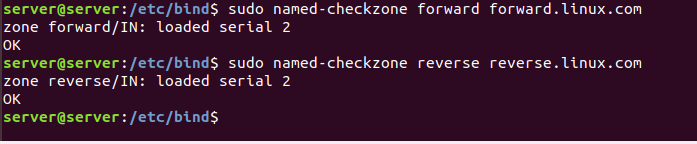 server@server:/etc/bind$ sudo named-checkzone forward forward.linux.com
zone forward/IN: loaded serial 2
OK
server@server:/etc/bind$ sudo named-checkzone reverse reverse.linux.com
zone reverse/IN: loaded serial 2
OK
server@server:/etc/bind$